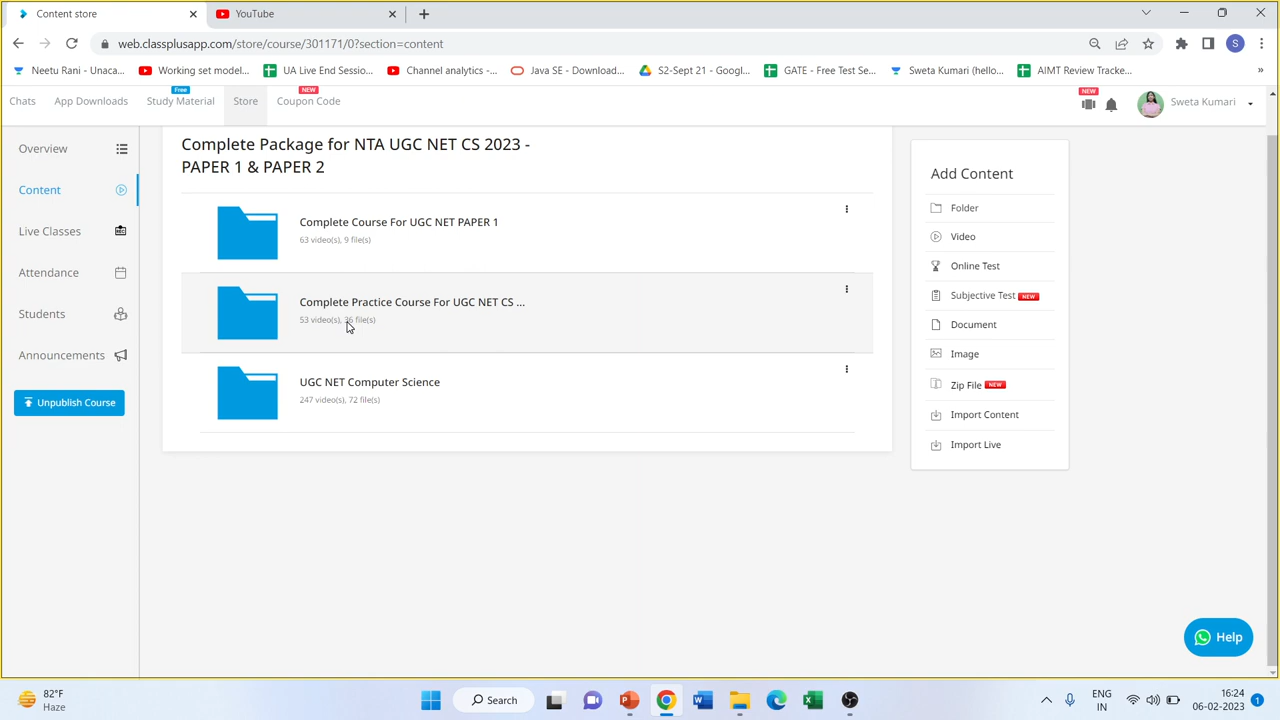 Content store
YouTube
web.classplusapp.com/store/course/301171/0?section=content
S
Neetu Rani - Unaca...
Working set model...
UA Live End Sessio...
Channel analytics -...
Java SE - Download...
S2-Sept 21 - Googl...
GATE - Free Test Se...
Sweta Kumari (hello...
AIMT Review Tracke...
»
Chats
App Downloads
Free
Study Material
Store
NEW
Coupon Code
NEW
Sweta Kumari
Overview
Content
Live Classes
Attendance
Students
Announcements
Unpublish Course
Complete Package for NTA UGC NET CS 2023 -
PAPER 1 & PAPER 2
Complete Course For UGC NET PAPER 1
63 video(s), 9 file(s)
Complete Practice Course For UGC NET CS ...
53 video(s), 36 file(s)
UGC NET Computer Science
247 video(s), 72 file(s)
Add Content
Folder
Video
Online Test
Subjective Test NEW
Document
Image
Zip File NEW
Import Content
Import Live
Help
82°F
Haze
Search
ENG
IN
16:24
06-02-2023
1